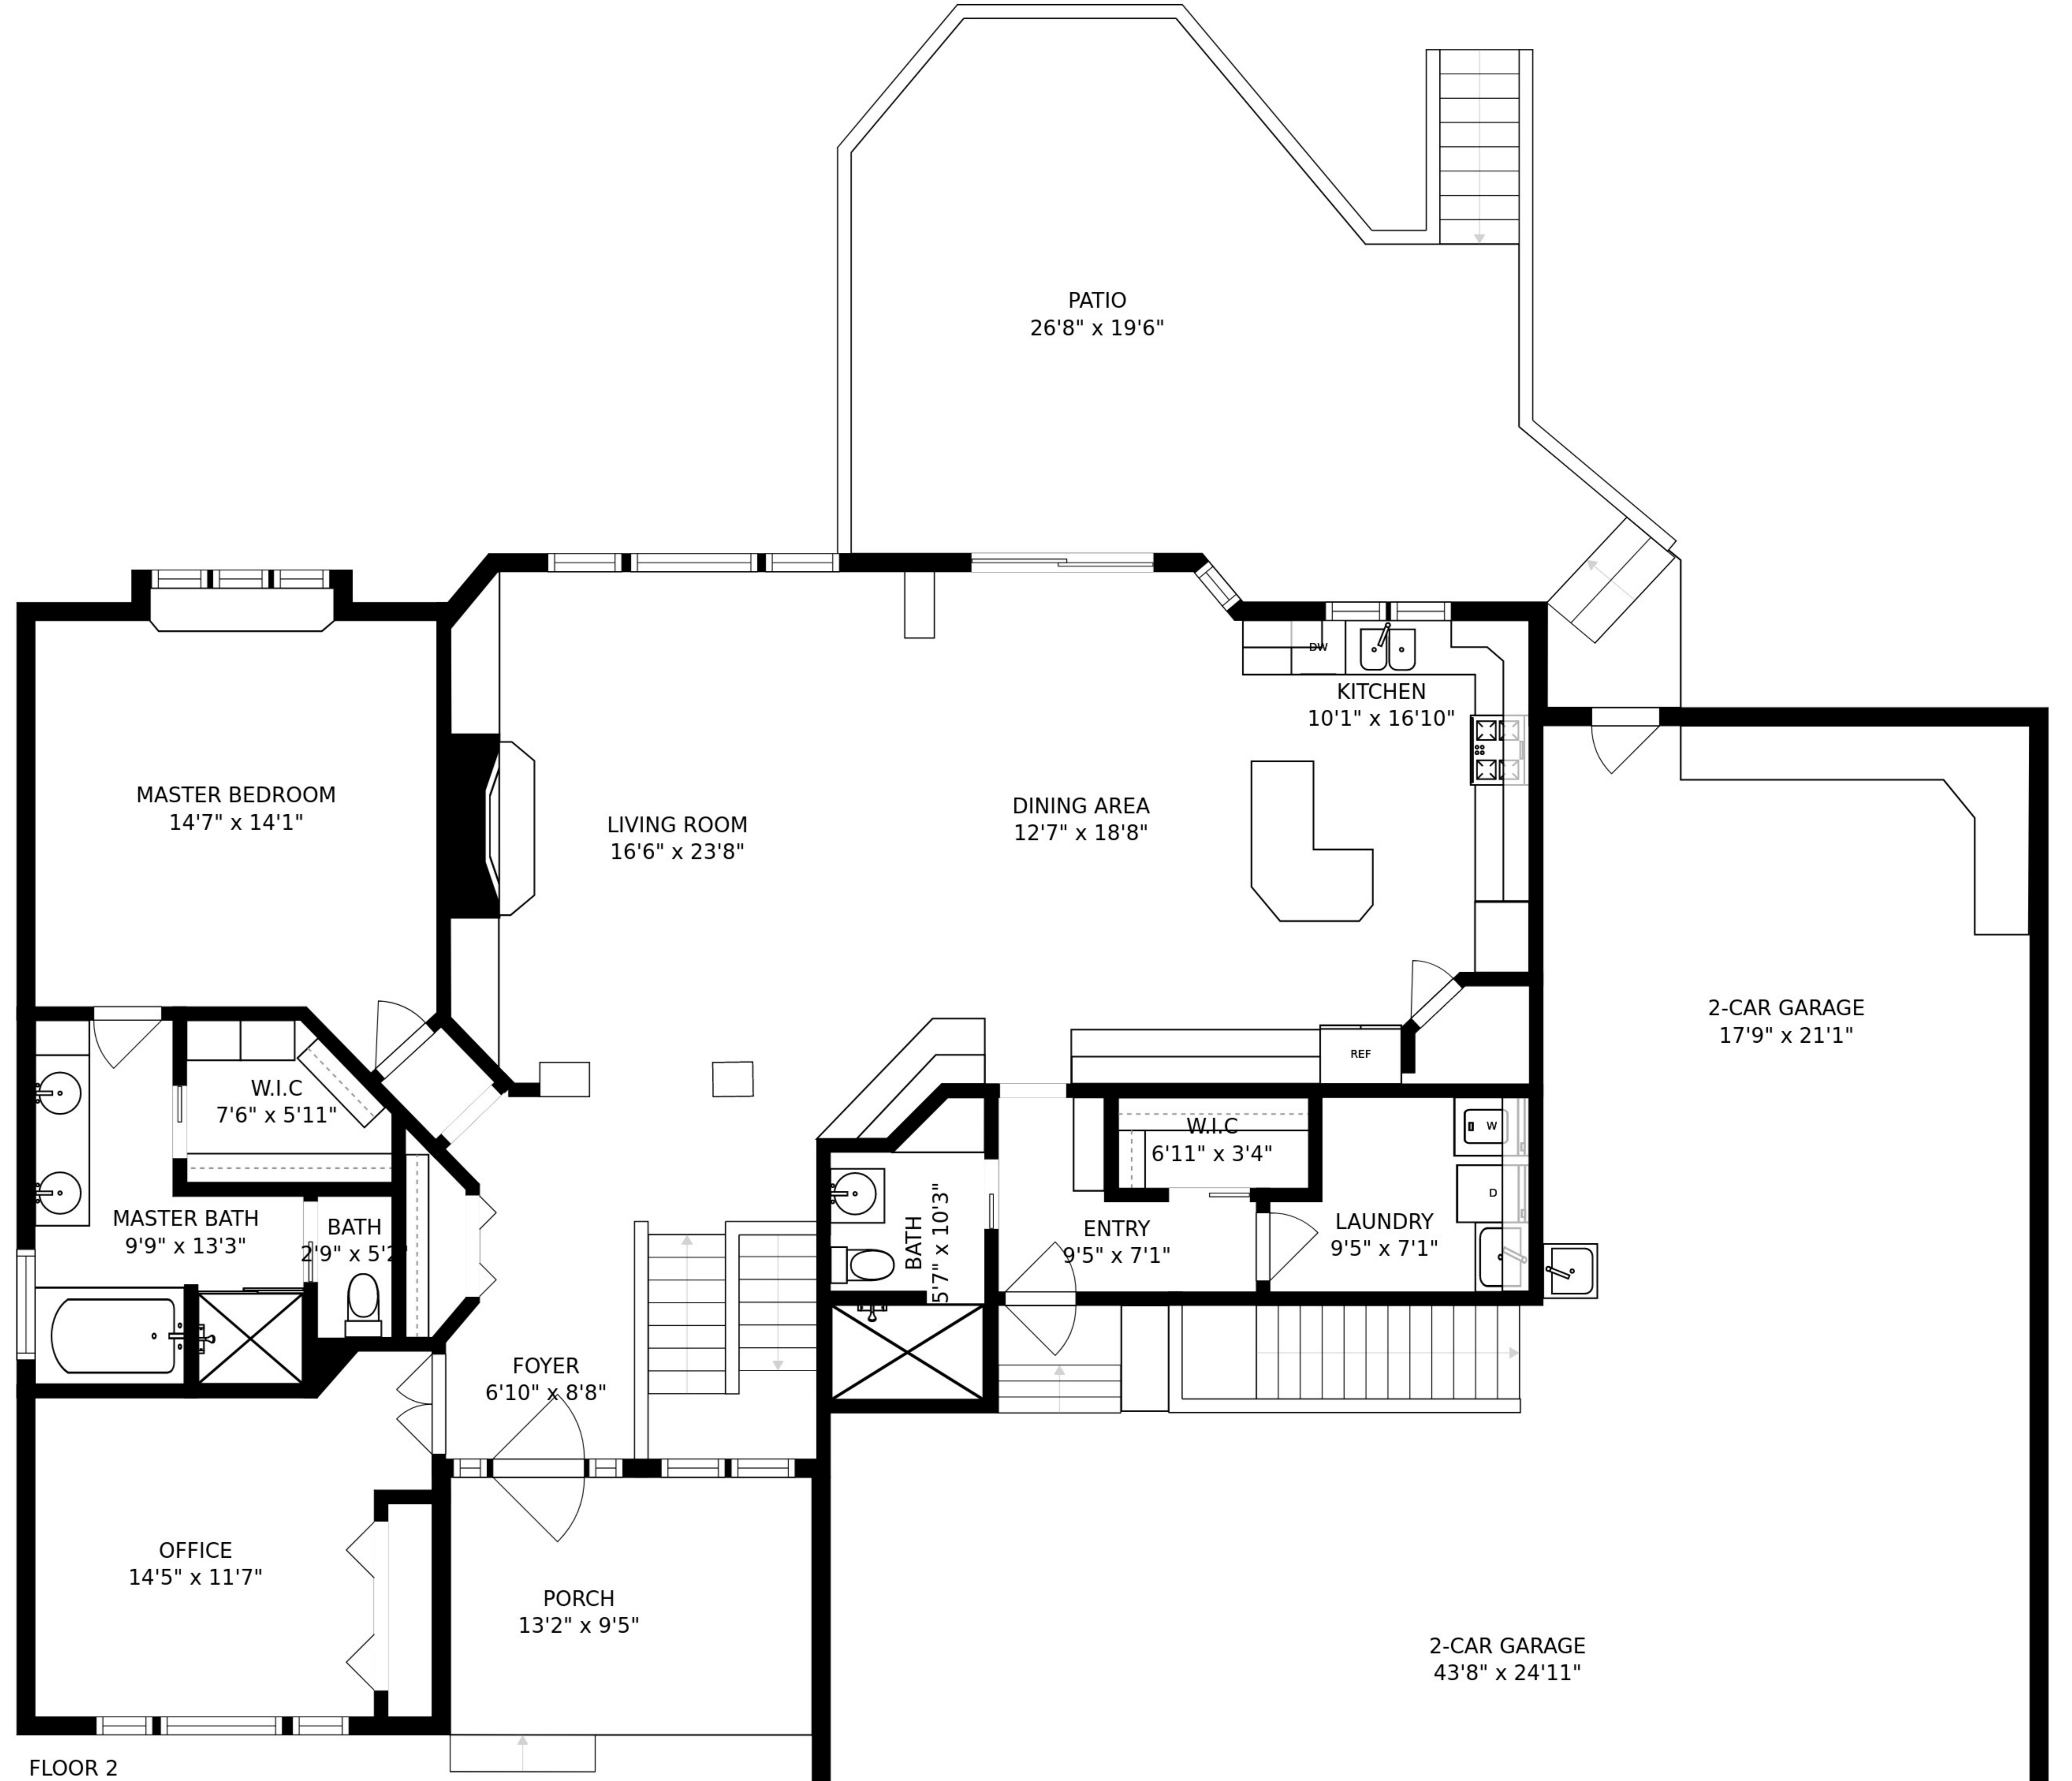 PATIO
26'8" x 19'6"
DW
KITCHEN
10'1" x 16'10"
MASTER BEDROOM
14'7" x 14'1"
LIVING ROOM
16'6" x 23'8"
DINING AREA
12'7" x 18'8"
2-CAR GARAGE
17'9" x 21'1"
REF
W.I.C
7'6" x 5'11"
W.I.C
6'11" x 3'4"
W
D
MASTER BATH
9'9" x 13'3"
BATH
2'9" x 5'2
BATH
5'7" x 10'3"
ENTRY
9'5" x 7'1"
LAUNDRY
9'5" x 7'1"
FOYER
6'10" x 8'8"
OFFICE
14'5" x 11'7"
PORCH
13'2" x 9'5"
2-CAR GARAGE
43'8" x 24'11"
FLOOR 2